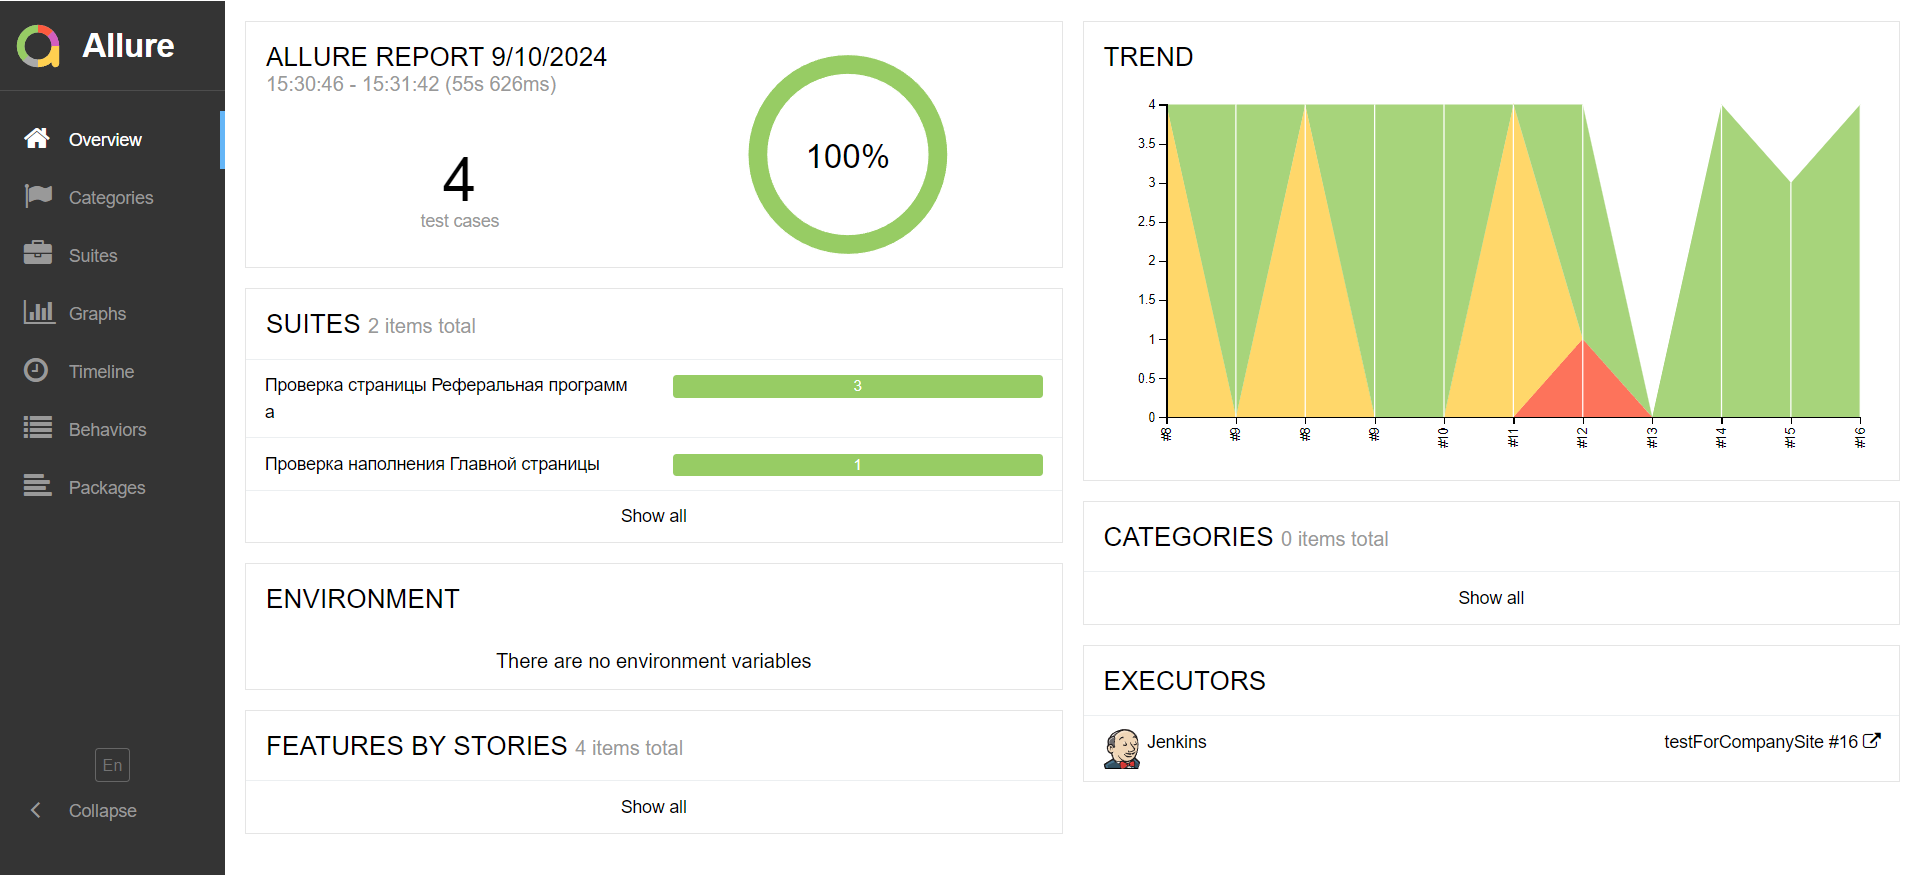 Allure
Overview
Categories
Suites
Graphs
Timeline
Behaviors
Packages
En
Collapse
ALLURE REPORT 9/10/2024
15:30:46 - 15:31:42 (55s 626ms)
4
test cases
100%
SUITES 2 items total
Проверка страницы Реферальная программ
а
3
Проверка наполнения Главной страницы
1
Show all
ENVIRONMENT
There are no environment variables
FEATURES BY STORIES 4 items total
Show all
TREND
4
3.5
3
2.5
2
1.5
1
0.5
0
#8
#9
#8
#9
#10
#11
#12
#13
#14
#15
#16
CATEGORIES 0 items total
Show all
EXECUTORS
Jenkins
testForCompanySite #16